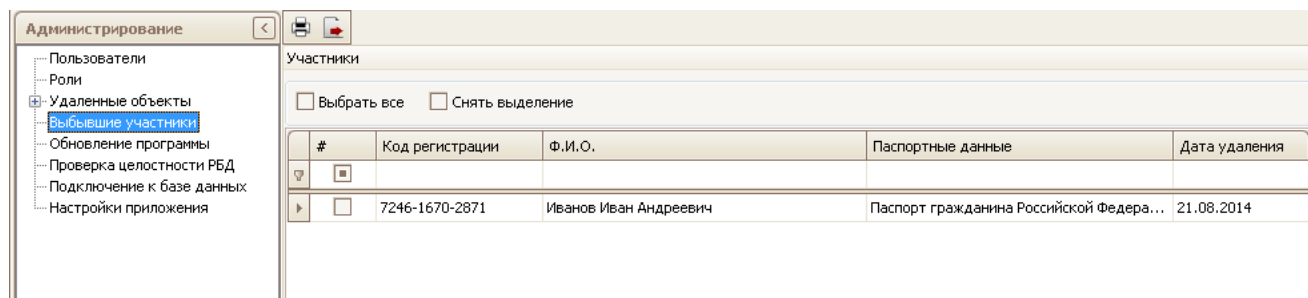 Администрирование
Пользователи
Роли
Удаленные объекты
Выбывшие участники
Обновление программы
Проверка целостности РБД
Подключение к базе данных
Настройки приложения
Участники
Выбрать все Снять выделение
# Код регистрации Ф.И.О. Паспортные данные Дата удаления
7246-1670-2871 Иванов Иван Андреевич Паспорт гражданина Российской Федера... 21.08.2014